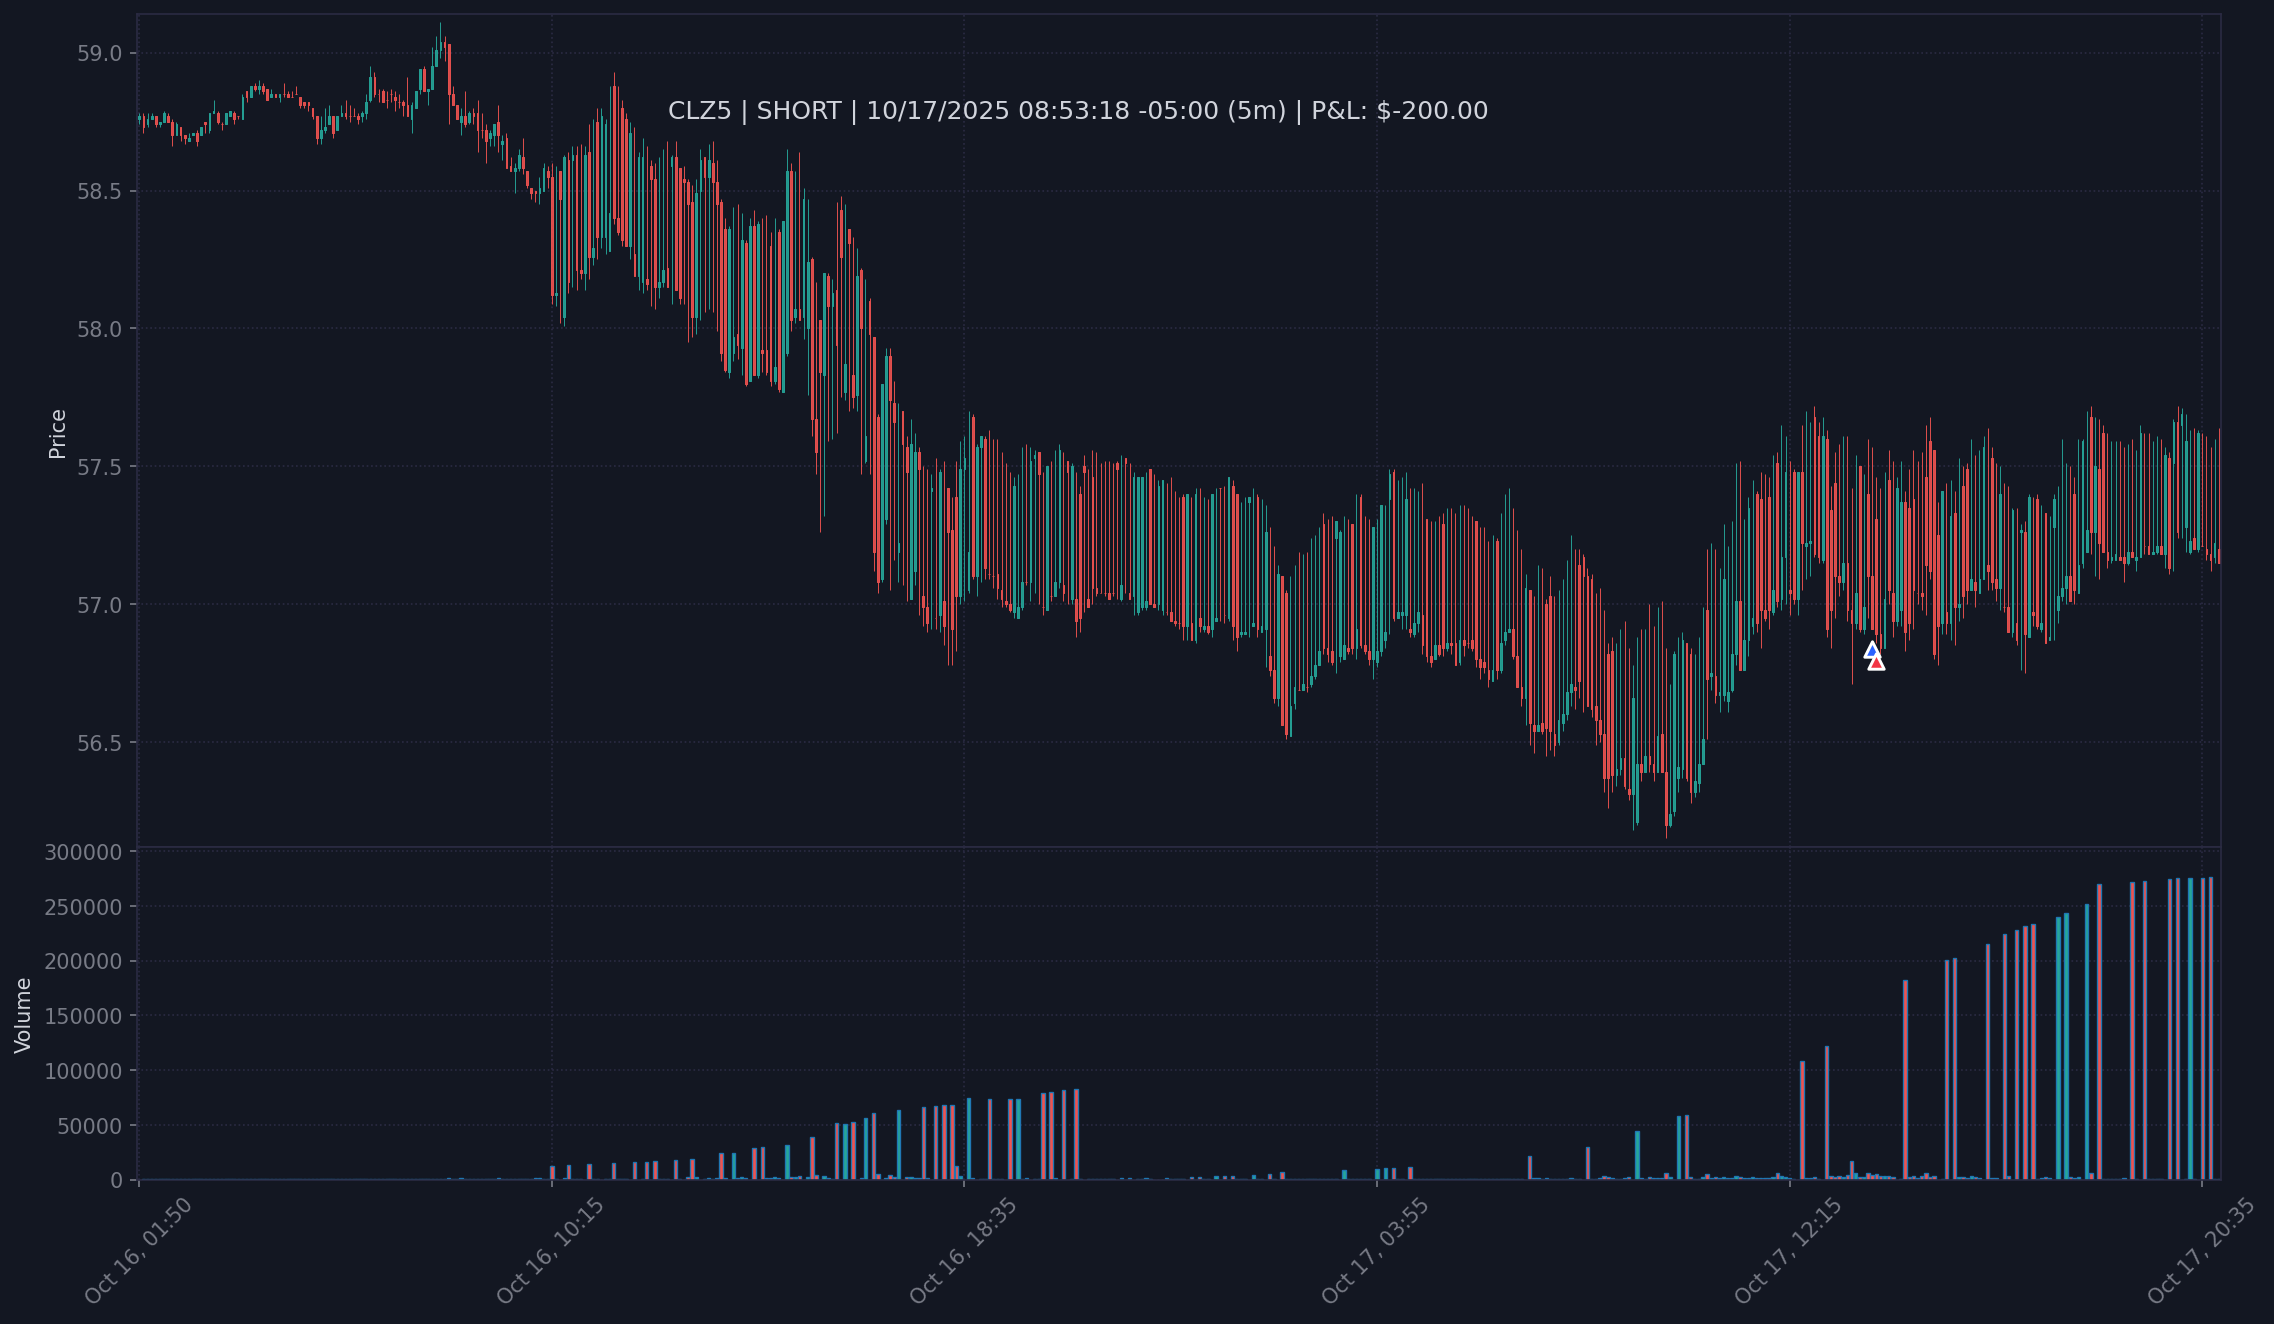 CLZ5 | SHORT | 10/17/2025 08:53:18 -05:00 (5m) | P&L: $-200.00
Price
59.0
58.5
58.0
57.5
57.0
56.5
Volume
300000
250000
200000
150000
100000
50000
0
Oct 16, 01:50
Oct 16, 10:15
Oct 16, 18:35
Oct 17, 03:55
Oct 17, 12:15
Oct 17, 20:35